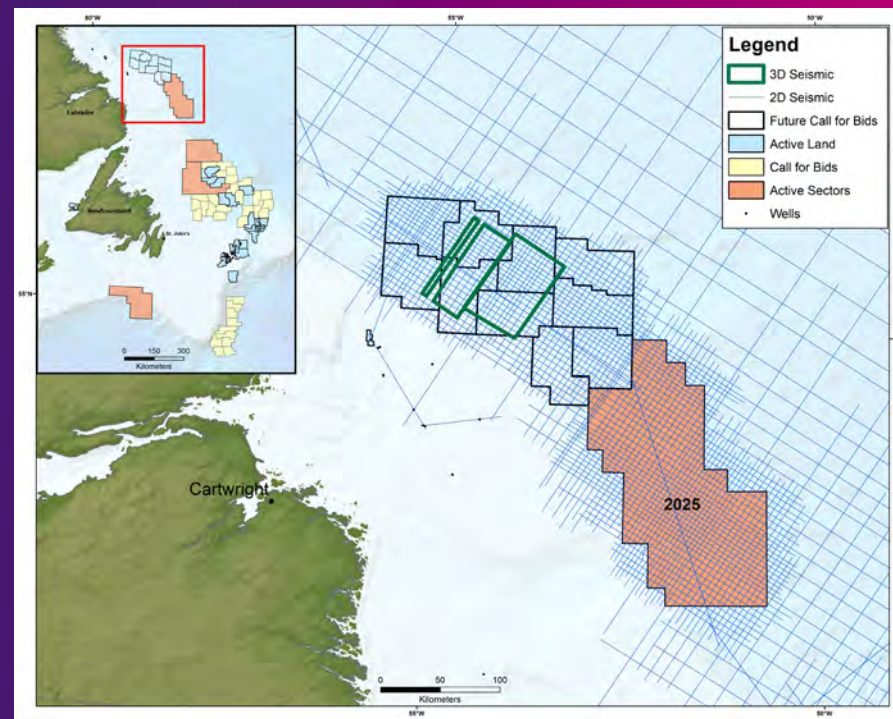 60°W
55°W
50°W
Labrador
Newfoundland
St. John's
0 150 300
Kilometers
55°N
Legend
3D Seismic
2D Seismic
Future Call for Bids
Active Land
Call for Bids
Active Sectors
Wells
Cartwright
2025
0 50 100
Kilometers
55°W
50°W